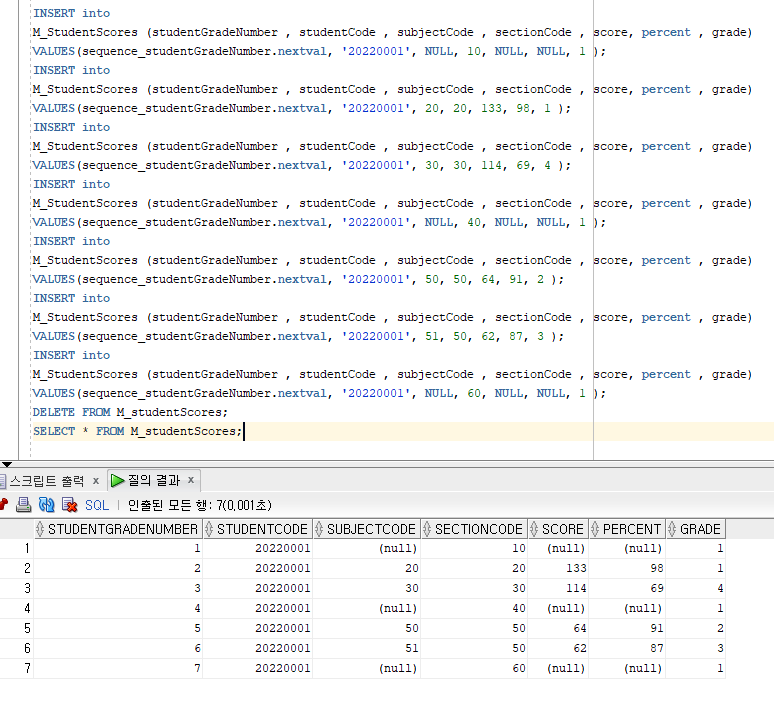 INSERT into
M_StudentScores (studentGradeNumber , studentCode , subjectCode , sectionCode , score, percent , grade)
VALUES(sequence_studentGradeNumber.nextval, '20220001', NULL, 10, NULL, NULL, 1 );
INSERT into
M_StudentScores (studentGradeNumber , studentCode , subjectCode , sectionCode , score, percent , grade)
VALUES(sequence_studentGradeNumber.nextval, '20220001', 20, 20, 133, 98, 1 );
INSERT into
M_StudentScores (studentGradeNumber , studentCode , subjectCode , sectionCode , score, percent , grade)
VALUES(sequence_studentGradeNumber.nextval, '20220001', 30, 30, 114, 69, 4 );
INSERT into
M_StudentScores (studentGradeNumber , studentCode , subjectCode , sectionCode , score, percent , grade)
VALUES(sequence_studentGradeNumber.nextval, '20220001', NULL, 40, NULL, NULL, 1 );
INSERT into
M_StudentScores (studentGradeNumber , studentCode , subjectCode , sectionCode , score, percent , grade)
VALUES(sequence_studentGradeNumber.nextval, '20220001', 50, 50, 64, 91, 2 );
INSERT into
M_StudentScores (studentGradeNumber , studentCode , subjectCode , sectionCode , score, percent , grade)
VALUES(sequence_studentGradeNumber.nextval, '20220001', 51, 50, 62, 87, 3 );
INSERT into
M_StudentScores (studentGradeNumber , studentCode , subjectCode , sectionCode , score, percent , grade)
VALUES(sequence_studentGradeNumber.nextval, '20220001', NULL, 60, NULL, NULL, 1 );
DELETE FROM M_studentScores;
SELECT * FROM M_studentScores;
스크립트 출력 x 질의 결과 x
SQL | 인출된 모든 행: 7(0,001초)
STUDENTGRADENUMBER STUDENTCODE SUBJECTCODE SECTIONCODE SCORE PERCENT GRADE
1 1 20220001 (null) 10 (null) (null) 1
2 2 20220001 20 20 133 98 1
3 3 20220001 30 30 114 69 4
4 4 20220001 (null) 40 (null) (null) 1
5 5 20220001 50 50 64 91 2
6 6 20220001 51 50 62 87 3
7 7 20220001 (null) 60 (null) (null) 1